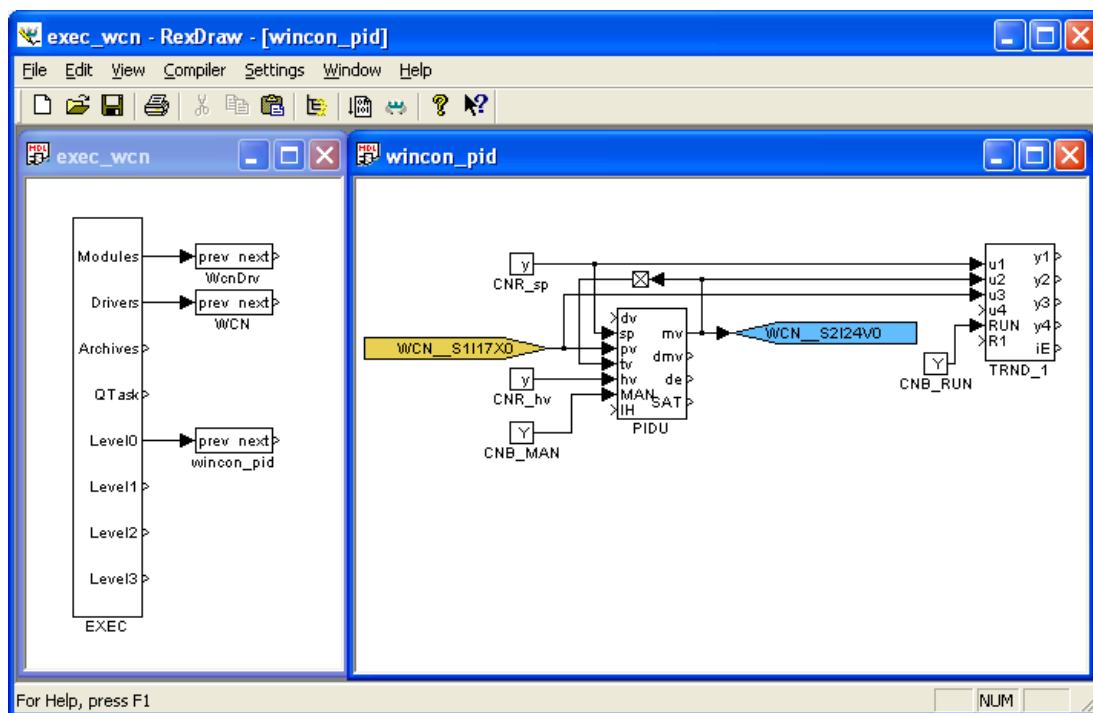 exec_wcn - RexDraw - [wincon_pid]
File Edit View Compiler Settings Window Help
exec_wcn
Modules
prev next
WcnDrv
Drivers
prev next
WCN
Archives
QTask
Level0
prev next
wincon_pid
Level1
Level2
Level3
EXEC
wincon_pid
y
CNR_sp
WCN__S1I17X0
y
CNR_hv
Y
CNB_MAN
dv
sp mv
pv
tv dmv
hv de
MAN SAT
IH
PIDU
WCN__S2I24V0
Y
CNB_RUN
u1 y1
u2 y2
u3 y3
u4
RUN y4
R1 iE
TRND_1
For Help, press F1
NUM